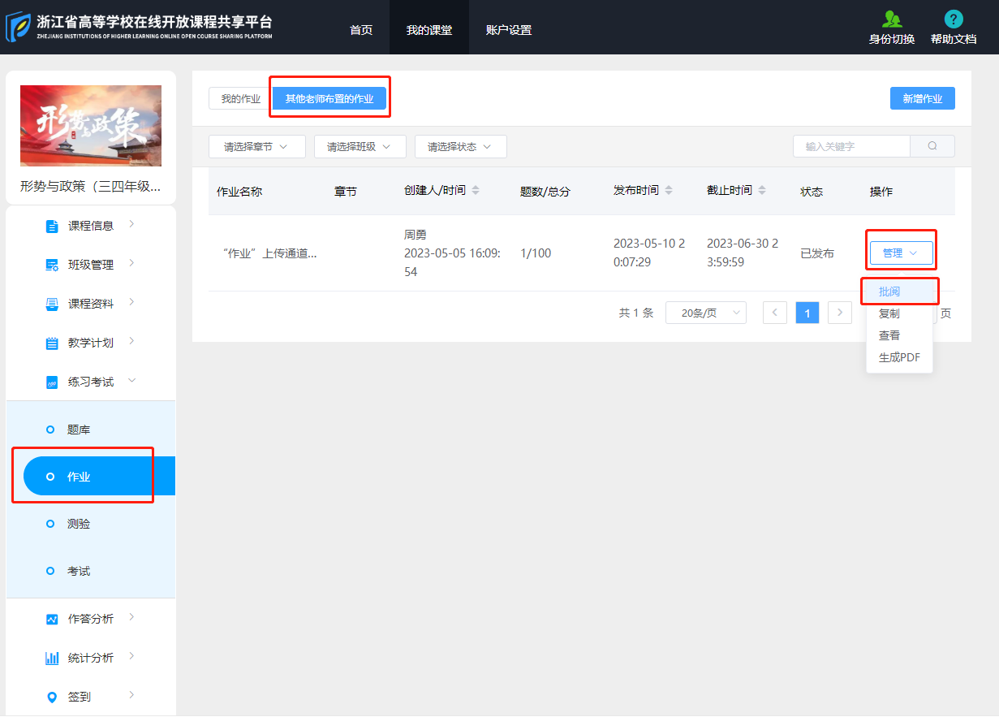 浙江省高等学校在线开放课程共享平台
ZHEJIANG INSTITUTIONS OF HIGHER LEARNING ONLINE OPEN COURSE SHARING PLATFORM
首页
我的课堂
账户设置
身份切换
帮助文档
形势与政策
形势与政策（三四年级...
课程信息
班级管理
课程资料
教学计划
练习考试
题库
作业
测验
考试
作答分析
统计分析
签到
我的作业
其他老师布置的作业
新增作业
请选择章节
请选择班级
请选择状态
输入关键字
作业名称 章节 创建人/时间 题数/总分 发布时间 截止时间 状态 操作
“作业”上传通道...
周勇
2023-05-05 16:09:
54
1/100
2023-05-10 2
0:07:29
2023-06-30 2
3:59:59
已发布
管理
批阅
复制
查看
生成PDF
共 1 条
20条/页
1
页